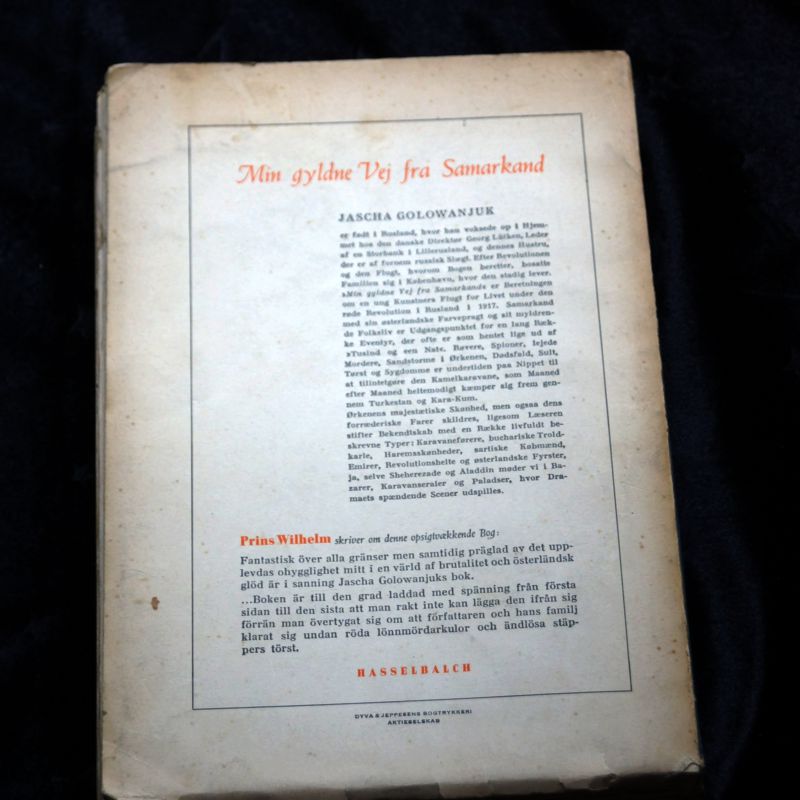 Min gyldne Vej fra Samarkand
JASCHA GOLOWANJUK
er født i Rusland, hvor han voksede op i Hjem-
met hos den danske Direktør Georg Lütken, Leder
af en Storbank i Lillerusland, og dennes Hustru,
der er af fornem russisk Slægt. Efter Revolutionen
og den Flugt, hvorom Bogen beretter, bosatte
Familien sig i København, hvor den stadig lever.
»Min gyldne Vej fra Samarkand« er Beretningen
om en ung Kunstners Flugt for Livet under den
røde Revolution i Rusland i 1917. Samarkand
med sin østerlandske Farvepragt og sit myldren-
de Folkeliv er Udgangspunktet for en lang Ræk-
ke Eventyr, der ofte er som hentet lige ud af
»Tusind og een Nat«. Røvere, Spioner, lejede
Mordere, Sandstorme i Ørkenen, Dødsfald, Sult,
Tørst og Sygdomme er undertiden paa Nippet til
at tilintetgøre den Kamelkaravane, som Maaned
efter Maaned heltemodigt kæmper sig frem gen-
nem Turkestan og Kara-Kum.
Ørkenens majestætiske Skønhed, men ogsaa dens
forræderiske Farer skildres, ligesom Læseren
stifter Bekendtskab med en Række livfuldt be-
skrevne Typer: Karavaneførere, buchariske Trold-
karle, Haremsskønheder, sartiske Købmænd,
Emirer, Revolutionshelte og østerlandske Fyrster,
ja, selve Sheherezade og Aladdin møder vi i Ba-
zarer, Karavanseraier og Paladser, hvor Dra-
maets spændende Scener udspilles.
Prins Wilhelm skriver om denne opsigtvækkende Bog:
Fantastisk över alla gränser men samtidig präglad av det upp-
levdas ohygglighet mitt i en värld af brutalitet och österländsk
glöd är i sanning Jascha Golowanjuks bok.
...Boken är till den grad laddad med spänning från första
sidan till den sista att man rakt inte kan lägga den ifrån sig
förrän man övertygat sig om att författaren och hans familj
klarat sig undan röda lönnmördarkulor och ändlösa stäp-
pers törst.
HASSELBALCH
DYVA & JEPPESENS BOGTRYKKERI
AKTIESELSKAB